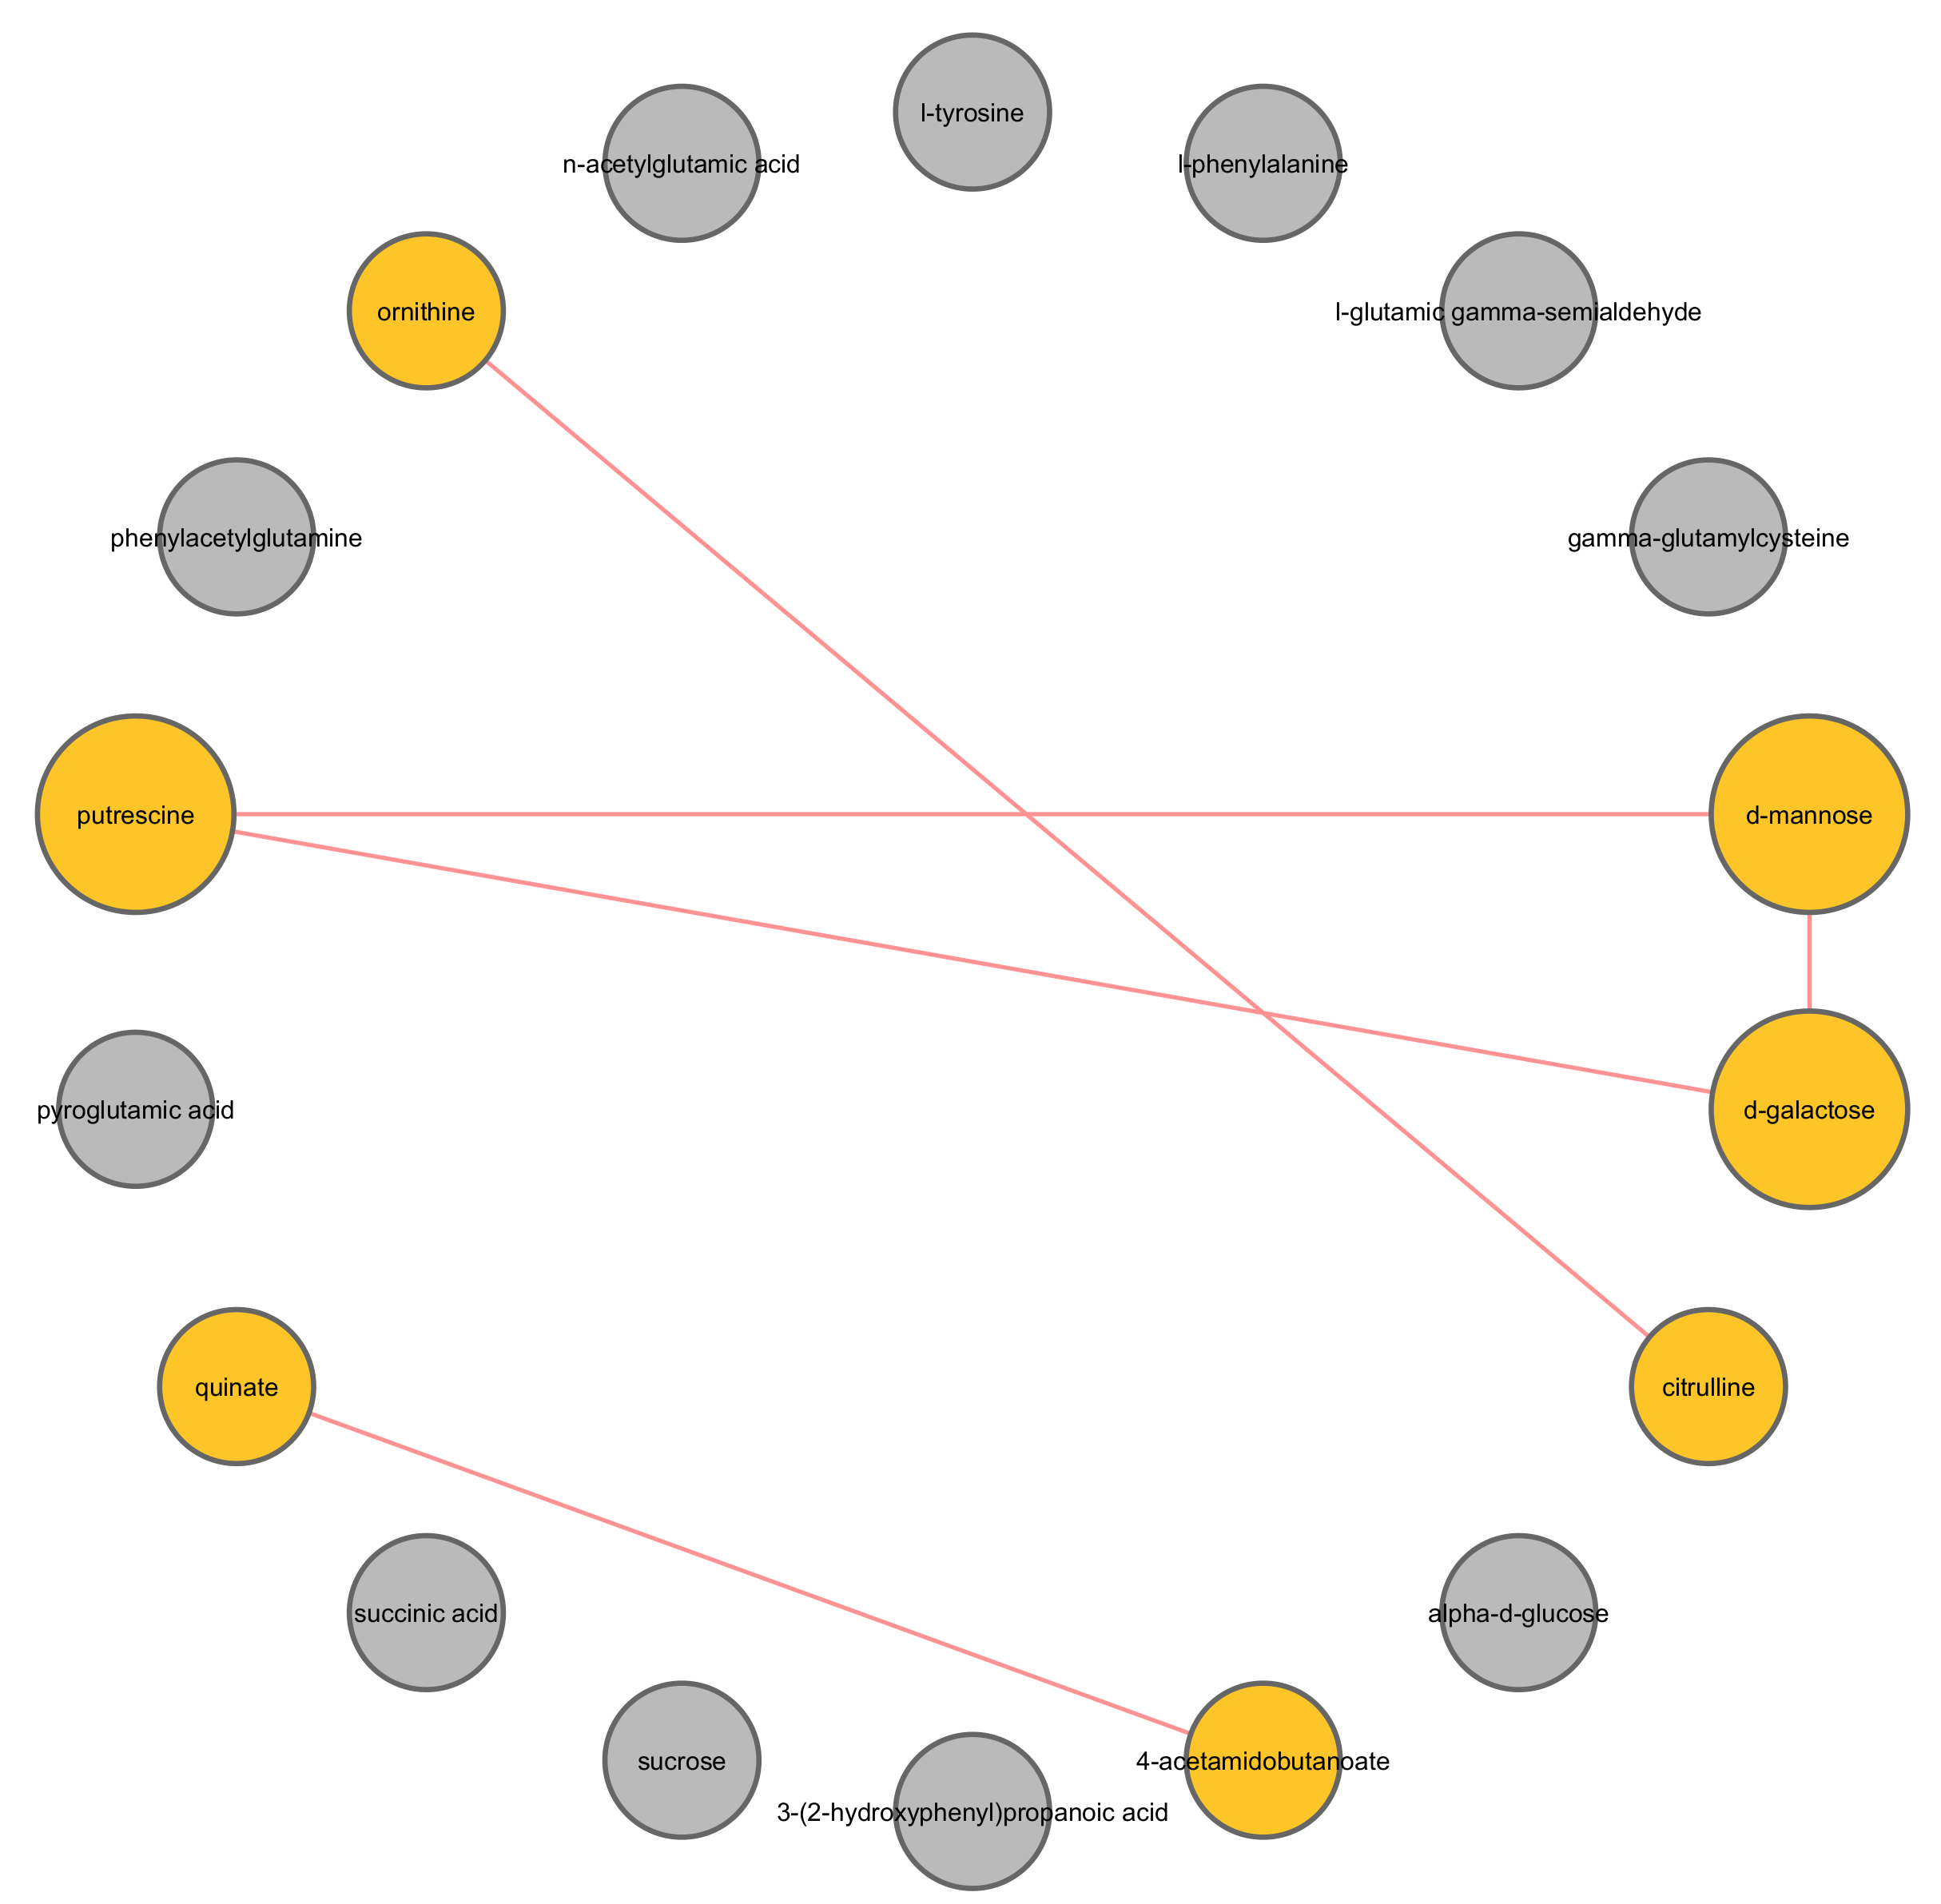 l-tyrosine
n-acetylglutamic acid
l-phenylalanine
ornithine
l-glutamic gamma-semialdehyde
phenylacetylglutamine
gamma-glutamylcysteine
putrescine
d-mannose
pyroglutamic acid
d-galactose
quinate
citrulline
succinic acid
alpha-d-glucose
sucrose
4-acetamidobutanoate
3-(2-hydroxyphenyl)propanoic acid